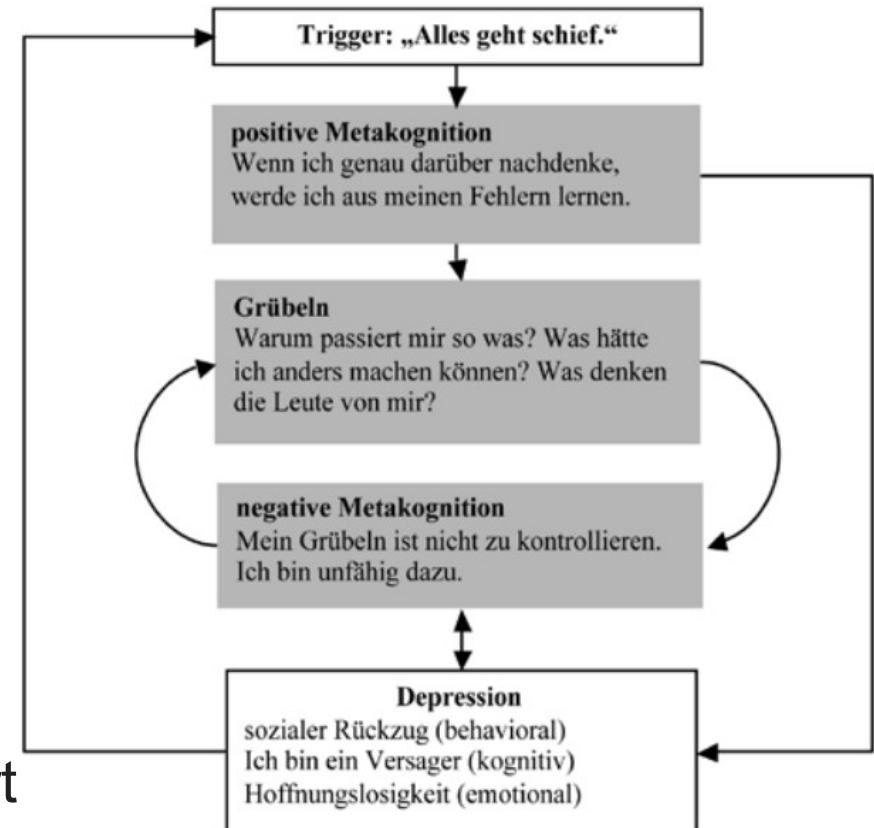 Trigger: „Alles geht schief.“
positive Metakognition
Wenn ich genau darüber nachdenke,
werde ich aus meinen Fehlern lernen.
Grübeln
Warum passiert mir so was? Was hätte
ich anders machen können? Was denken
die Leute von mir?
negative Metakognition
Mein Grübeln ist nicht zu kontrollieren.
Ich bin unfähig dazu.
Depression
sozialer Rückzug (behavioral)
Ich bin ein Versager (kognitiv)
Hoffnungslosigkeit (emotional)